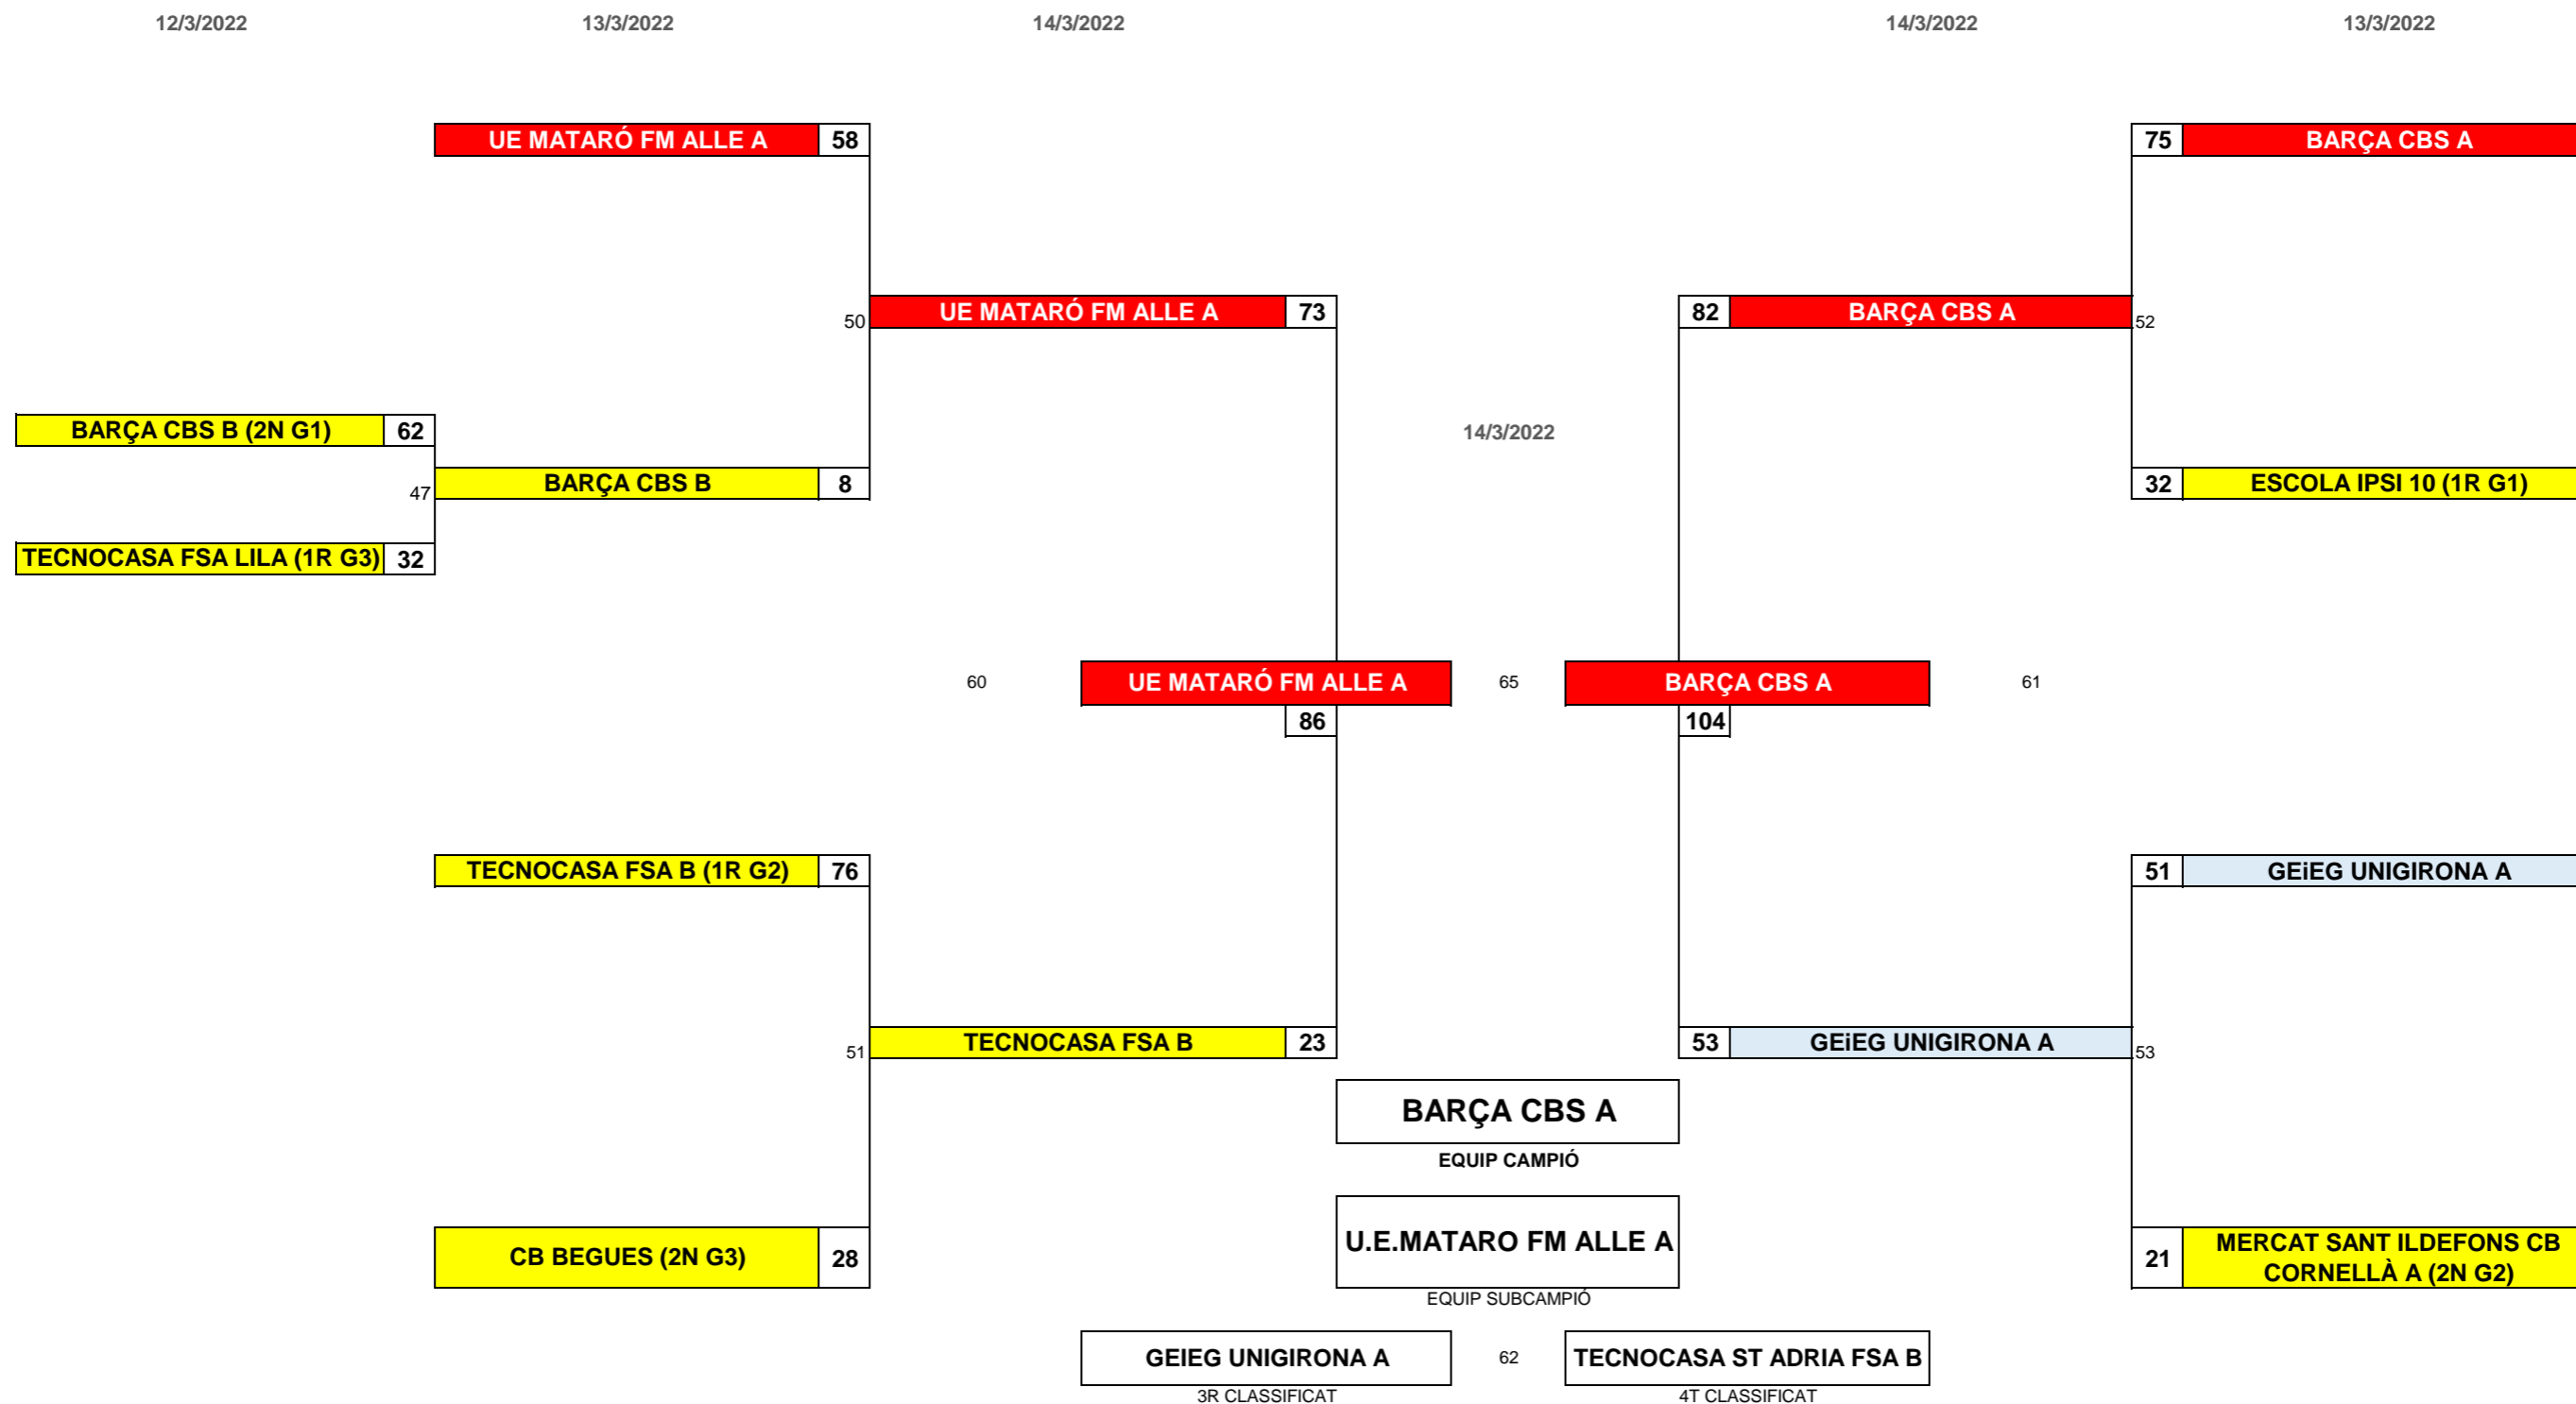 12/3/2022
13/3/2022
14/3/2022
14/3/2022
13/3/2022
UE MATARÓ FM ALLE A 58
75 BARÇA CBS A
UE MATARÓ FM ALLE A 73
82 BARÇA CBS A
50
52
BARÇA CBS B (2N G1) 62
14/3/2022
BARÇA CBS B 8
47
32 ESCOLA IPSI 10 (1R G1)
TECNOCASA FSA LILA (1R G3) 32
60
UE MATARÓ FM ALLE A
65
BARÇA CBS A
61
86
104
TECNOCASA FSA B (1R G2) 76
51 GEiEG UNIGIRONA A
51
TECNOCASA FSA B 23
53 GEiEG UNIGIRONA A
53
BARÇA CBS A
EQUIP CAMPIÓ
U.E.MATARO FM ALLE A
EQUIP SUBCAMPIÓ
CB BEGUES (2N G3) 28
21 MERCAT SANT ILDEFONS CB
CORNELLÀ A (2N G2)
GEIEG UNIGIRONA A
62
TECNOCASA ST ADRIA FSA B
3R CLASSIFICAT
4T CLASSIFICAT